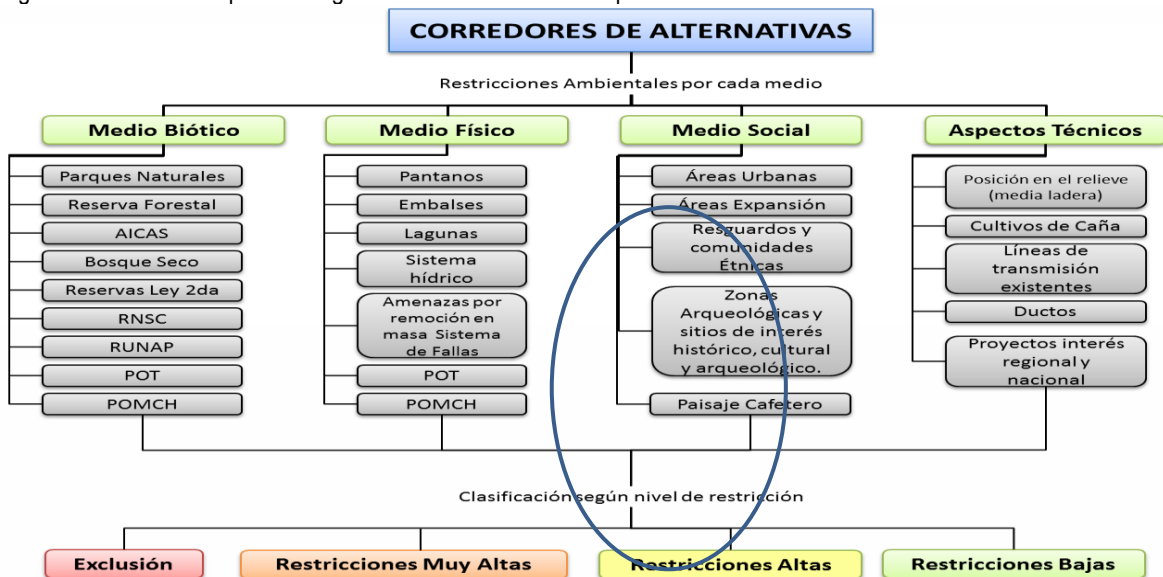 CORREDORES DE ALTERNATIVAS
Restricciones Ambientales por cada medio
Medio Biótico
Parques Naturales
Reserva Forestal
AICAS
Bosque Seco
Reservas Ley 2da
RNSC
RUNAP
POT
POMCH
Medio Físico
Pantanos
Embalses
Lagunas
Sistema
hídrico
Amenazas por
remoción en
masa Sistema
de Fallas
POT
POMCH
Medio Social
Áreas Urbanas
Áreas Expansión
Resguardos y
comunidades
Étnicas
Zonas
Arqueológicas y
sitios de interés
histórico, cultural
y arqueológico.
Paisaje Cafetero
Aspectos Técnicos
Posición en el relieve
(media ladera)
Cultivos de Caña
Líneas de
transmisión
existentes
Ductos
Proyectos interés
regional y
nacional
Clasificación según nivel de restricción
Exclusión
Restricciones Muy Altas
Restricciones Altas
Restricciones Bajas